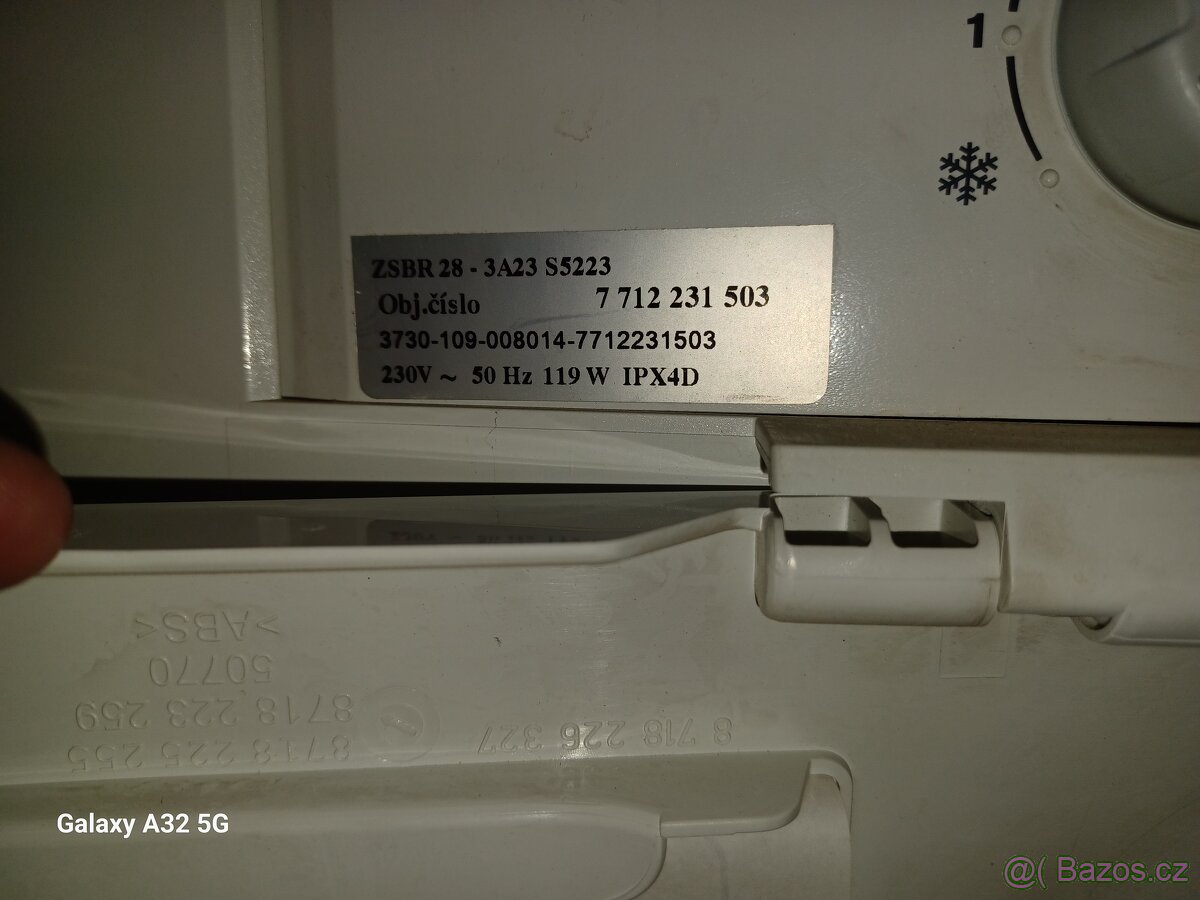 1
ZSBR 28 - 3A23 S5223
Obj.číslo 7 712 231 503
3730-109-008014-7712231503
230V ~ 50 Hz 119 W IPX4D
>ABS<
50770
8718 223 259
8718 225 255
8 718 226 327
Galaxy A32 5G
@( Bazos.cz